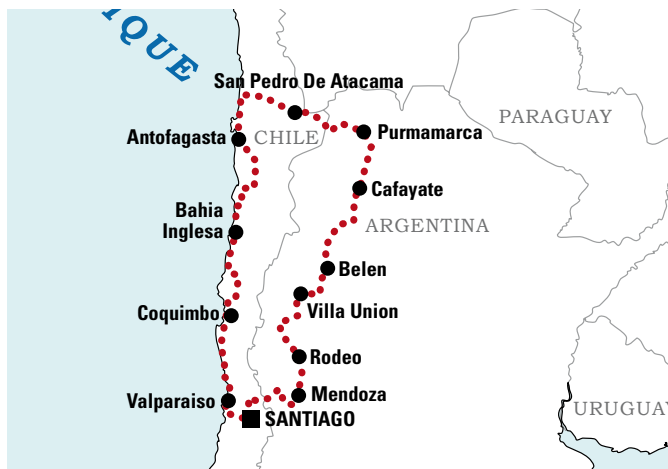 IQUE
San Pedro De Atacama
PARAGUAY
Antofagasta
CHILE
Purmamarca
Cafayate
Bahia
Inglesa
ARGENTINA
Belen
Coquimbo
Villa Union
Rodeo
Valparaiso
Mendoza
SANTIAGO
URUGUAY